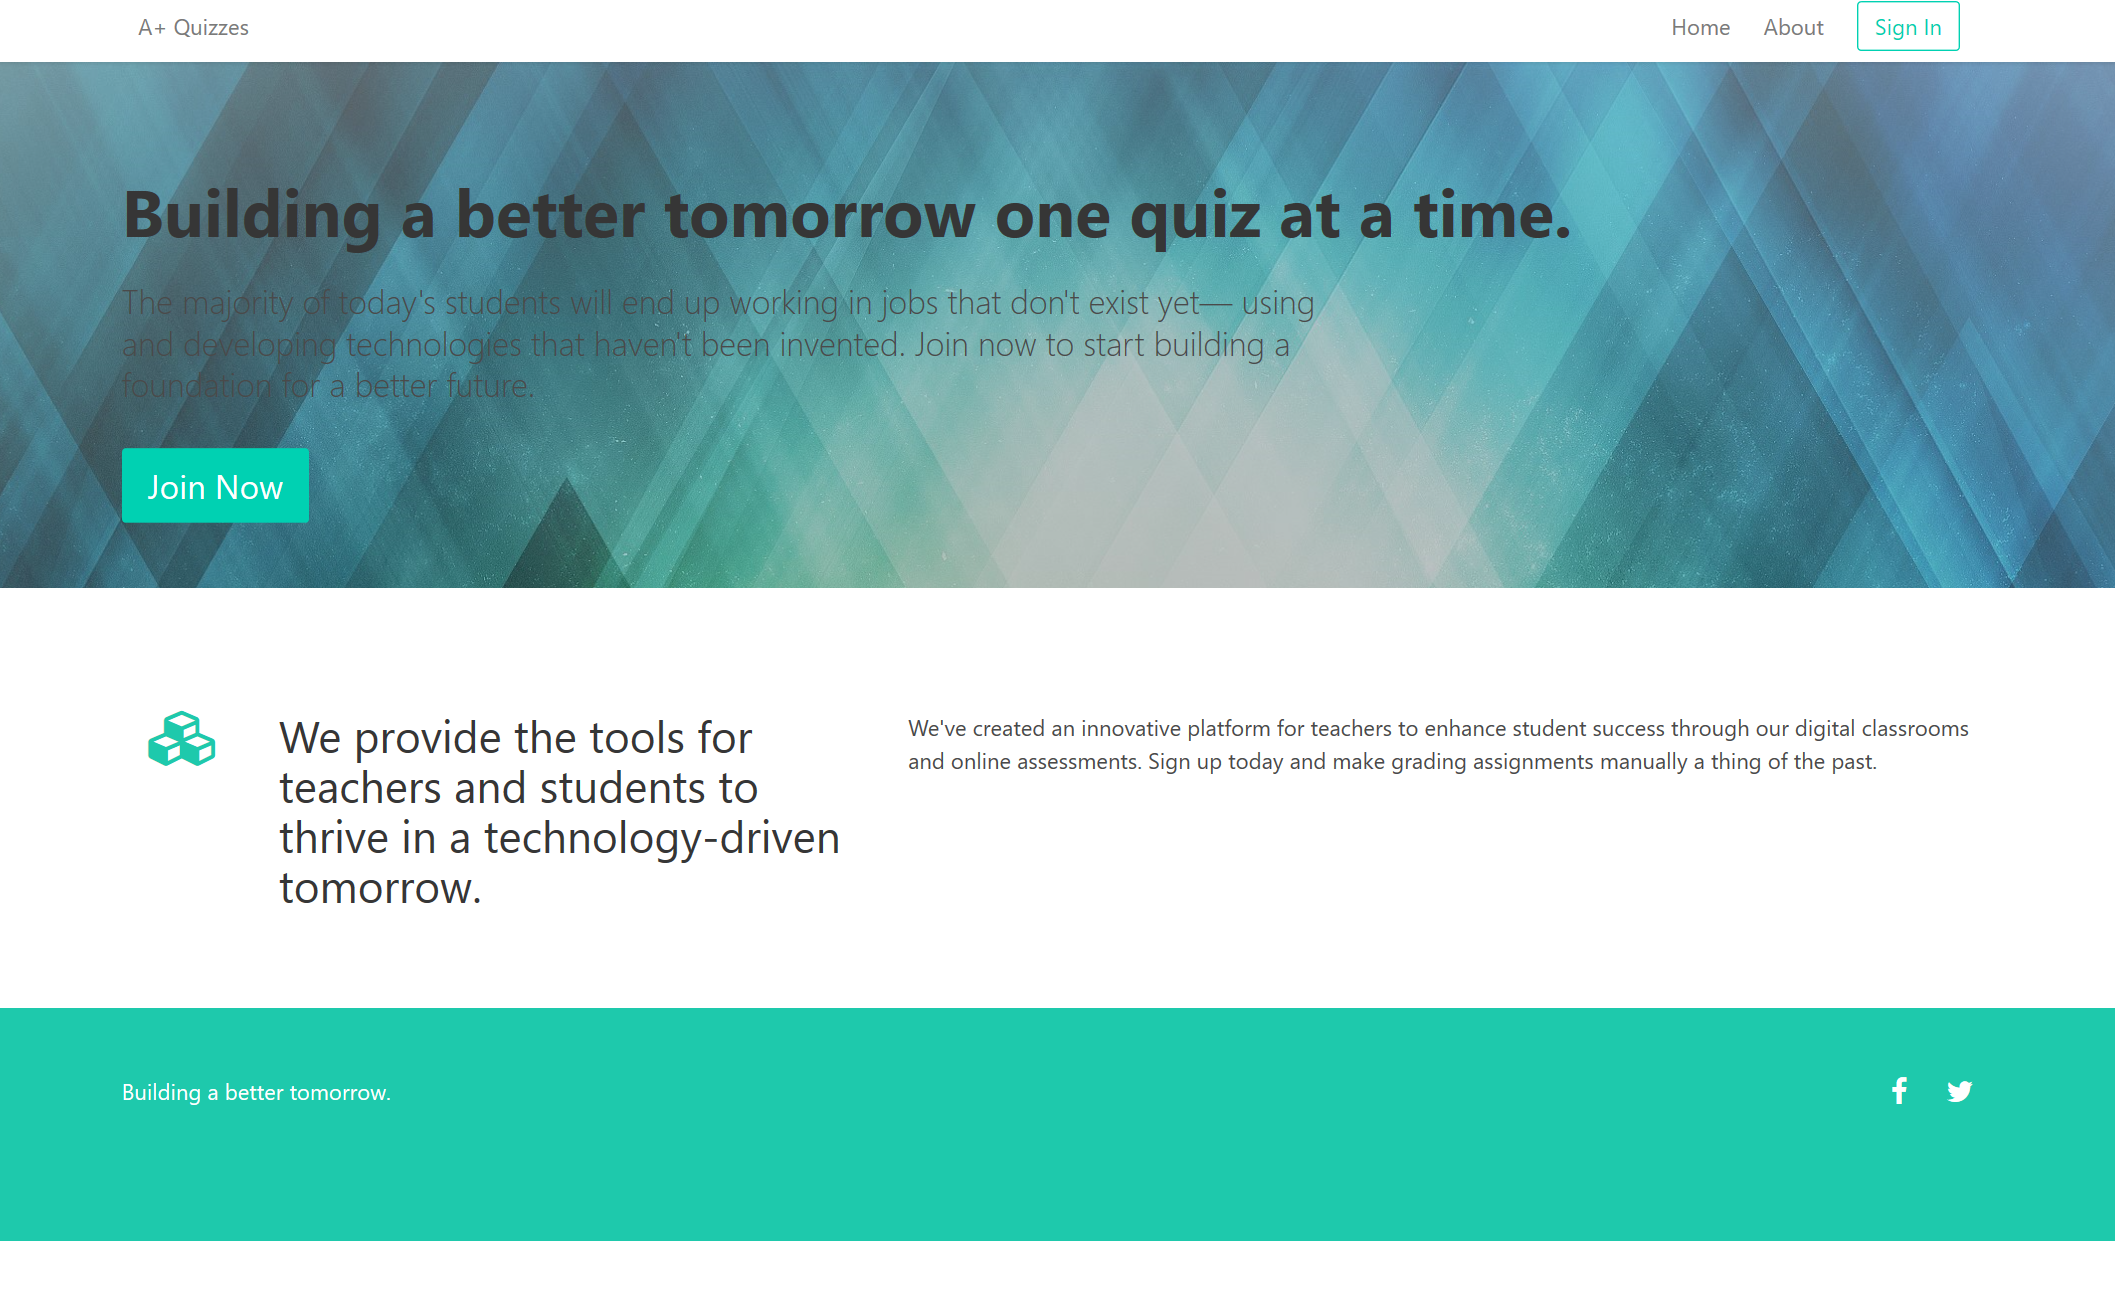 A+ Quizzes
Home About Sign In
Building a better tomorrow one quiz at a time.
The majority of today's students will end up working in jobs that don't exist yet— using
and developing technologies that haven't been invented. Join now to start building a
foundation for a better future.
Join Now
We provide the tools for
teachers and students to
thrive in a technology-driven
tomorrow.
We've created an innovative platform for teachers to enhance student success through our digital classrooms
and online assessments. Sign up today and make grading assignments manually a thing of the past.
Building a better tomorrow.